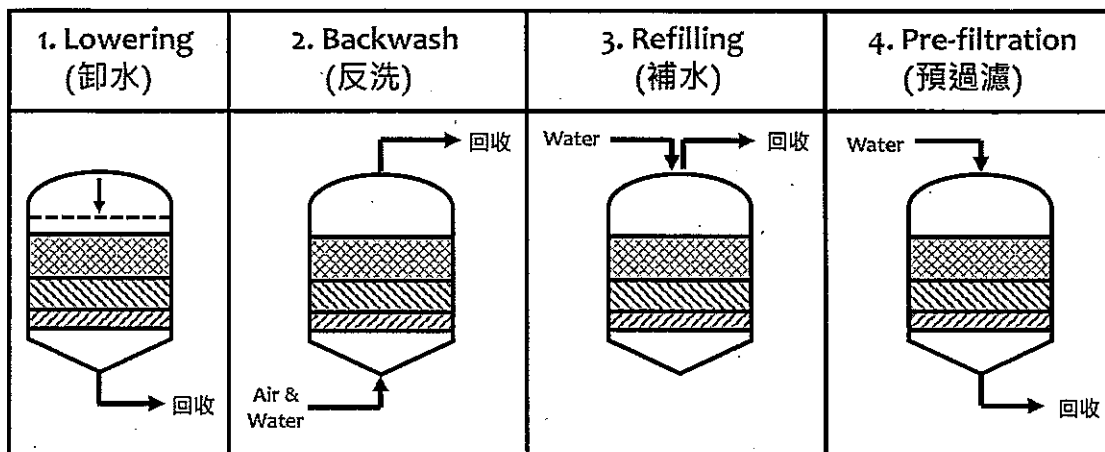 1. Lowering
(卸水)
2. Backwash
(反洗)
3. Refilling
(補水)
4. Pre-filtration
(預過濾)
回收
回收
Air &
Water
Water
回收
Water
回收